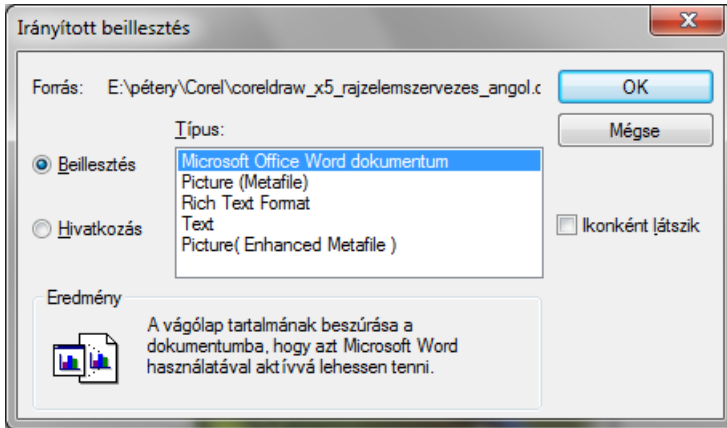 Irányított beillesztés
Forrás: E:\pétery\Corel\coreldraw_x5_rajzelemszervezes_angol.c
OK
Típus:
Mégse
Beillesztés
Microsoft Office Word dokumentum
Picture (Metafile)
Rich Text Format
Hivatkozás
Text
Picture( Enhanced Metafile )
Ikonként látszik
Eredmény
A vágólap tartalmának beszúrása a
dokumentumba, hogy azt Microsoft Word
használatával aktívvá lehessen tenni.